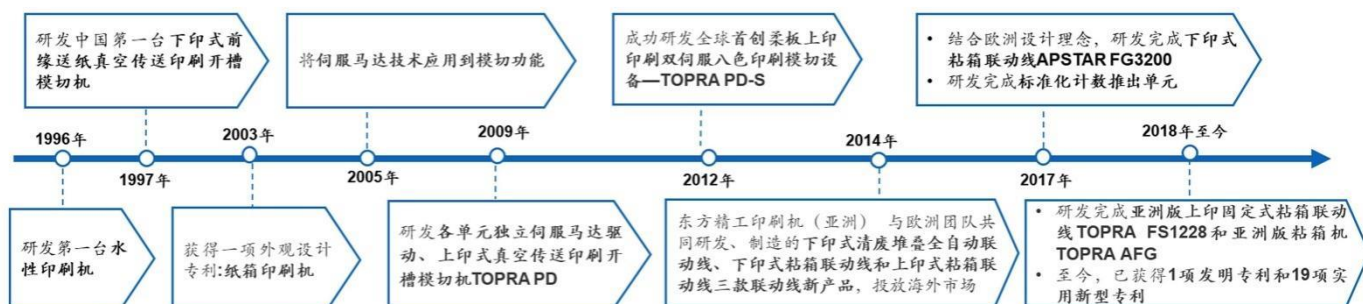 研发中国第一台下印式前
缘送纸真空传送印刷开槽
模切机
将伺服马达技术应用到模切功能
成功研发全球首创柔板上印
印刷双伺服八色印刷模切设
备—TOPRA PD-S
• 结合欧洲设计理念，研发完成下印式
粘箱联动线APSTAR FG3200
• 研发完成标准化计数推出单元
1996年
2003年
2009年
2014年
2018年至今
1997年
2005年
2012年
2017年
研发第一台水
性印刷机
获得一项外观设计
专利:纸箱印刷机
研发各单元独立伺服马达驱
动、上印式真空传送印刷开
槽模切机TOPRA PD
东方精工印刷机（亚洲） 与欧洲团队共
同研发、制造的下印式清废堆叠全自动联
动线、下印式粘箱联动线和上印式粘箱联
动线三款联动线新产品，投放海外市场
• 研发完成亚洲版上印固定式粘箱联动
线TOPRA FS1228和亚洲版粘箱机
TOPRA AFG
• 至今，已获得1项发明专利和19项实
用新型专利